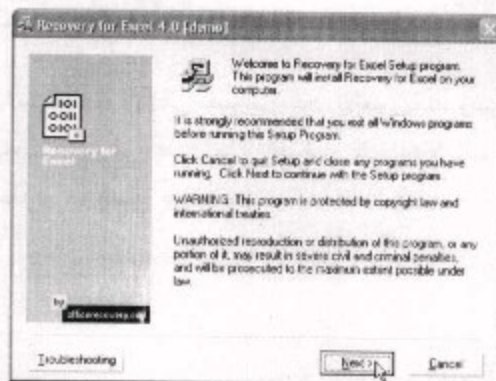 Recovery for Excel 4.0 [demo]
Welcome to Recovery for Excel Setup program.
This program will install Recovery for Excel on your
computer.
It is strongly recommended that you exit all Windows programs
before running this Setup Program.
Click Cancel to quit Setup and close any programs you have
running. Click Next to continue with the Setup program.
WARNING: This program is protected by copyright law and
international treaties.
Unauthorized reproduction or distribution of this program, or any
portion of it, may result in severe civil and criminal penalties,
and will be prosecuted to the maximum extent possible under
law.
Recovery for
Excel
by
officerecovery.com
Troubleshooting
Next >
Cancel